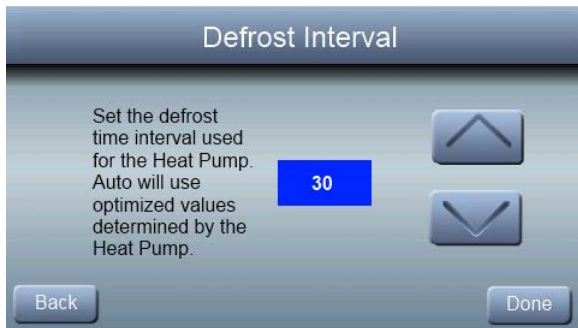 Defrost Interval
Set the defrost
time interval used
for the Heat Pump.
Auto will use
optimized values
determined by the
Heat Pump.
30
Back
Done